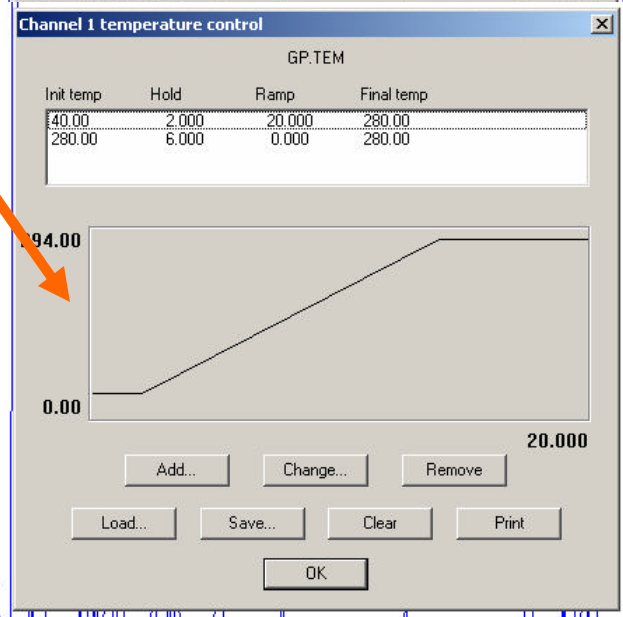 Channel 1 temperature control
GP.TEM
Init temp Hold Ramp Final temp
40.00 2.000 20.000 280.00
280.00 6.000 0.000 280.00
94.00
0.00
20.000
Add... Change... Remove
Load... Save... Clear Print
OK